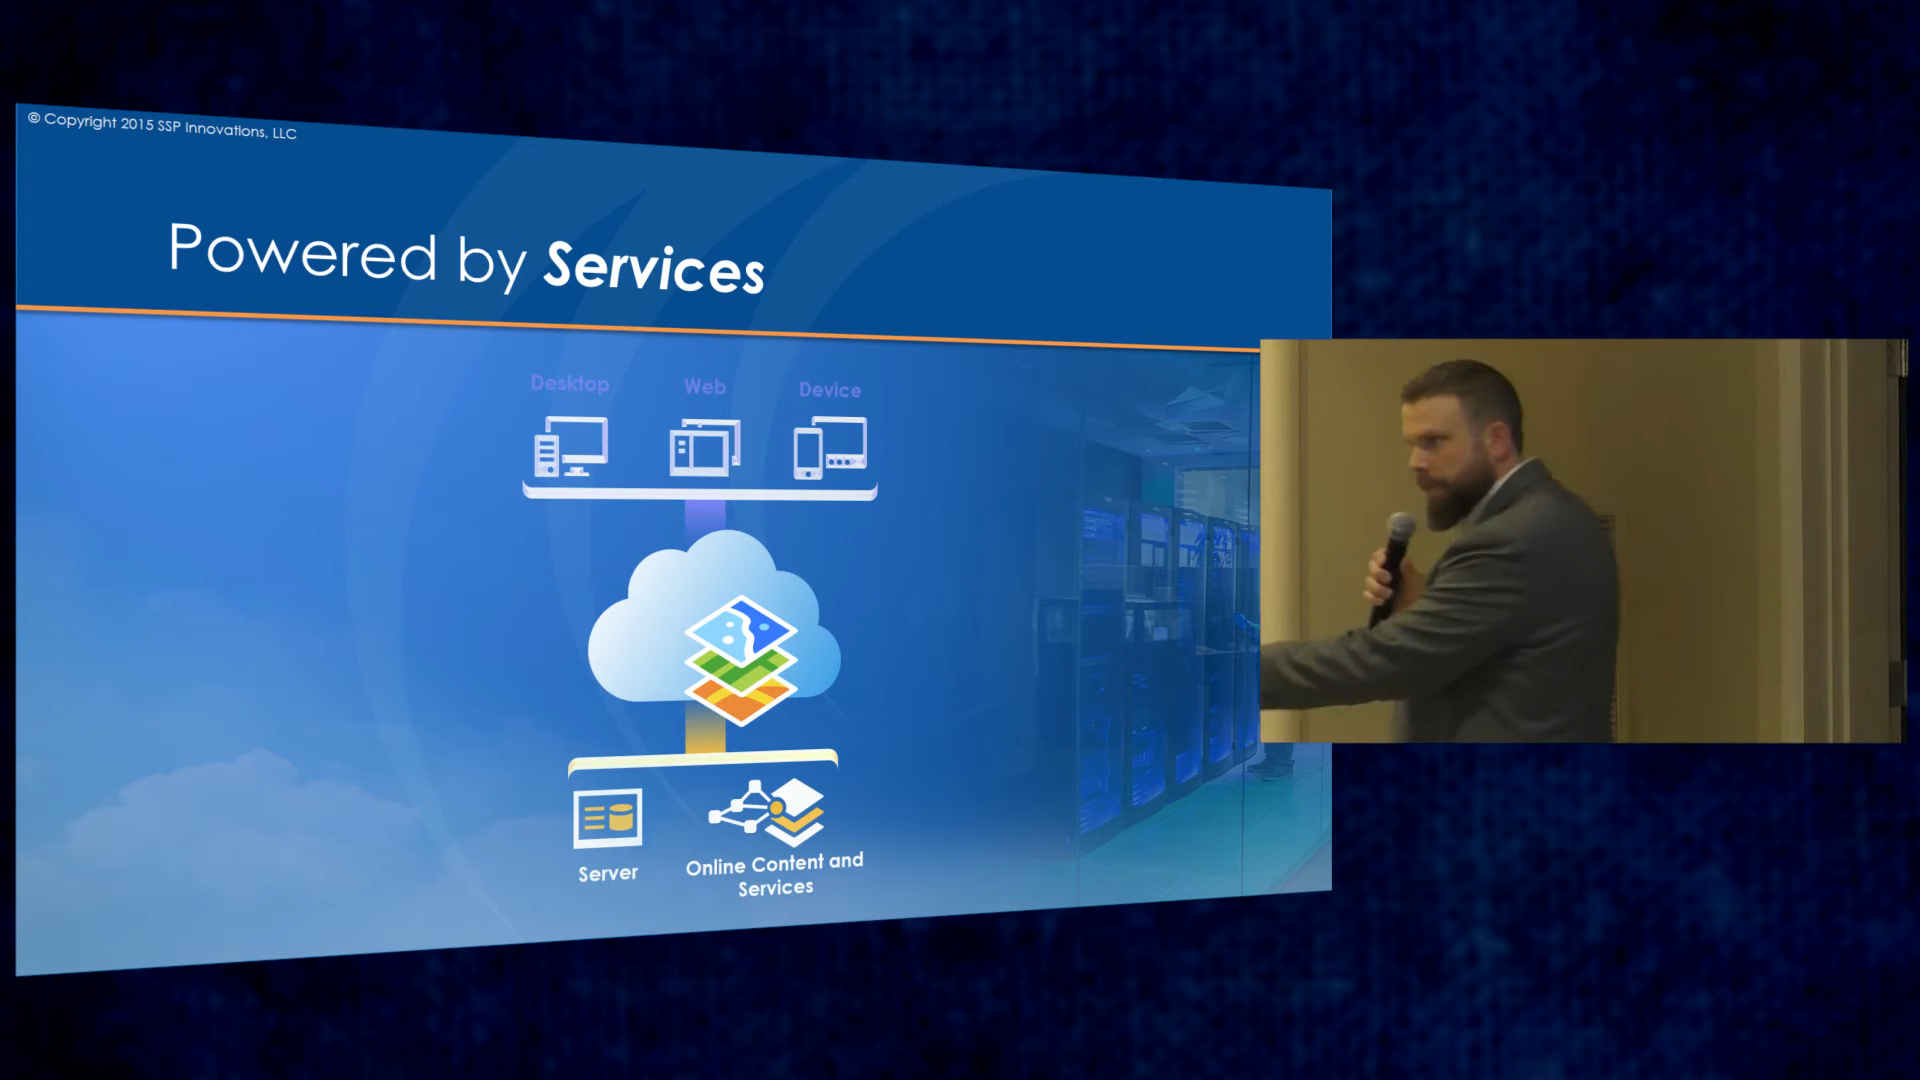 © Copyright 2015 SSP Innovations, LLC
Powered by Services
Desktop Web Device
Server
Online Content and
Services